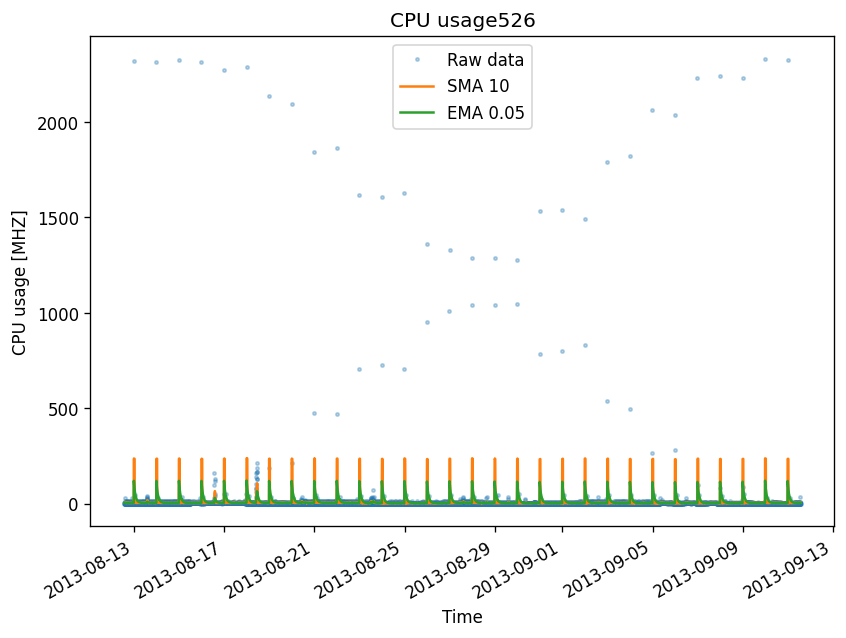 CPU usage526
Raw data
SMA 10
EMA 0.05
CPU usage [MHZ]
2000
1500
1000
500
0
2013-08-13
2013-08-17
2013-08-21
2013-08-25
2013-08-29
2013-09-01
2013-09-05
2013-09-09
2013-09-13
Time